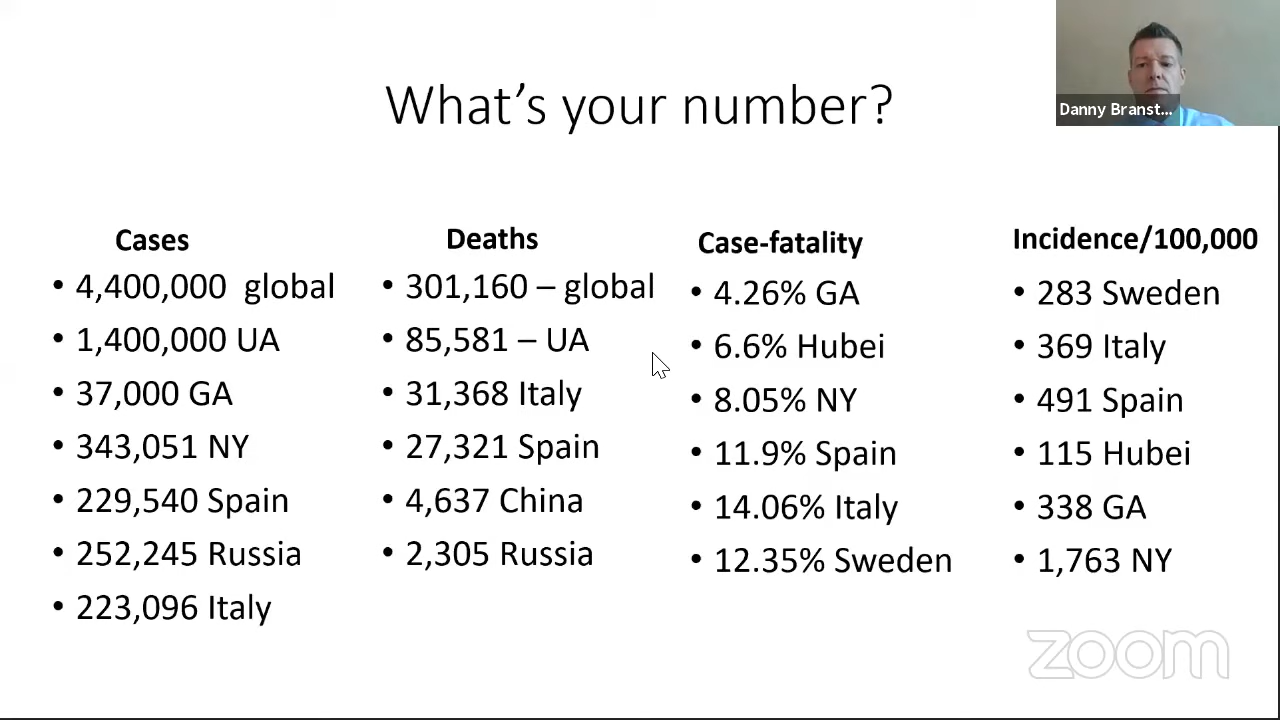 What's your number?
Danny Branst...
Cases
• 4,400,000 global
• 1,400,000 UA
• 37,000 GA
• 343,051 NY
• 229,540 Spain
• 252,245 Russia
• 223,096 Italy
Deaths
• 301,160 – global
• 85,581 – UA
• 31,368 Italy
• 27,321 Spain
• 4,637 China
• 2,305 Russia
Case-fatality
• 4.26% GA
• 6.6% Hubei
• 8.05% NY
• 11.9% Spain
• 14.06% Italy
• 12.35% Sweden
Incidence/100,000
• 283 Sweden
• 369 Italy
• 491 Spain
• 115 Hubei
• 338 GA
• 1,763 NY
zoom